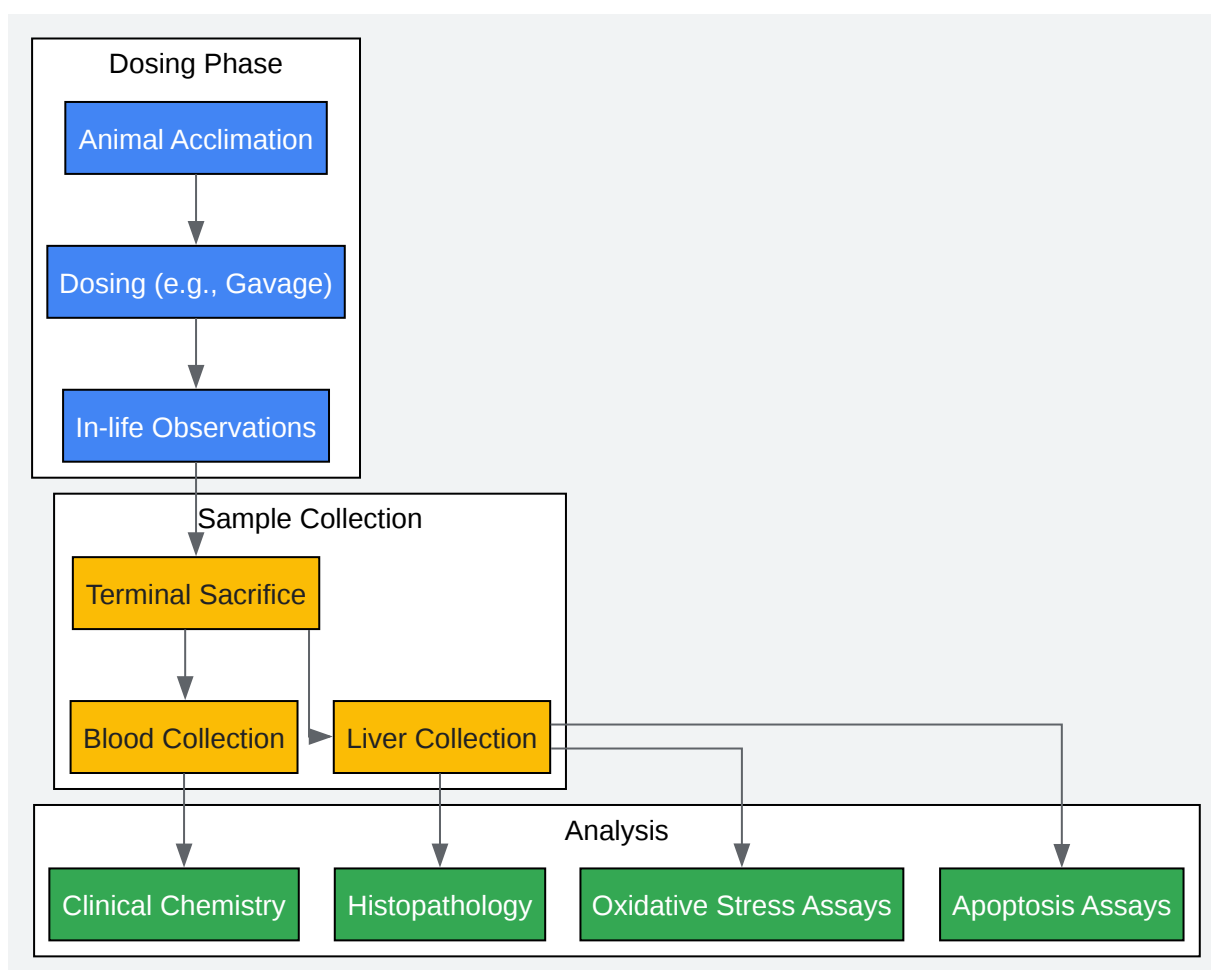 Dosing Phase
Animal Acclimation
Dosing (e.g., Gavage)
In-life Observations
Sample Collection
Terminal Sacrifice
Blood Collection
Liver Collection
Analysis
Clinical Chemistry
Histopathology
Oxidative Stress Assays
Apoptosis Assays